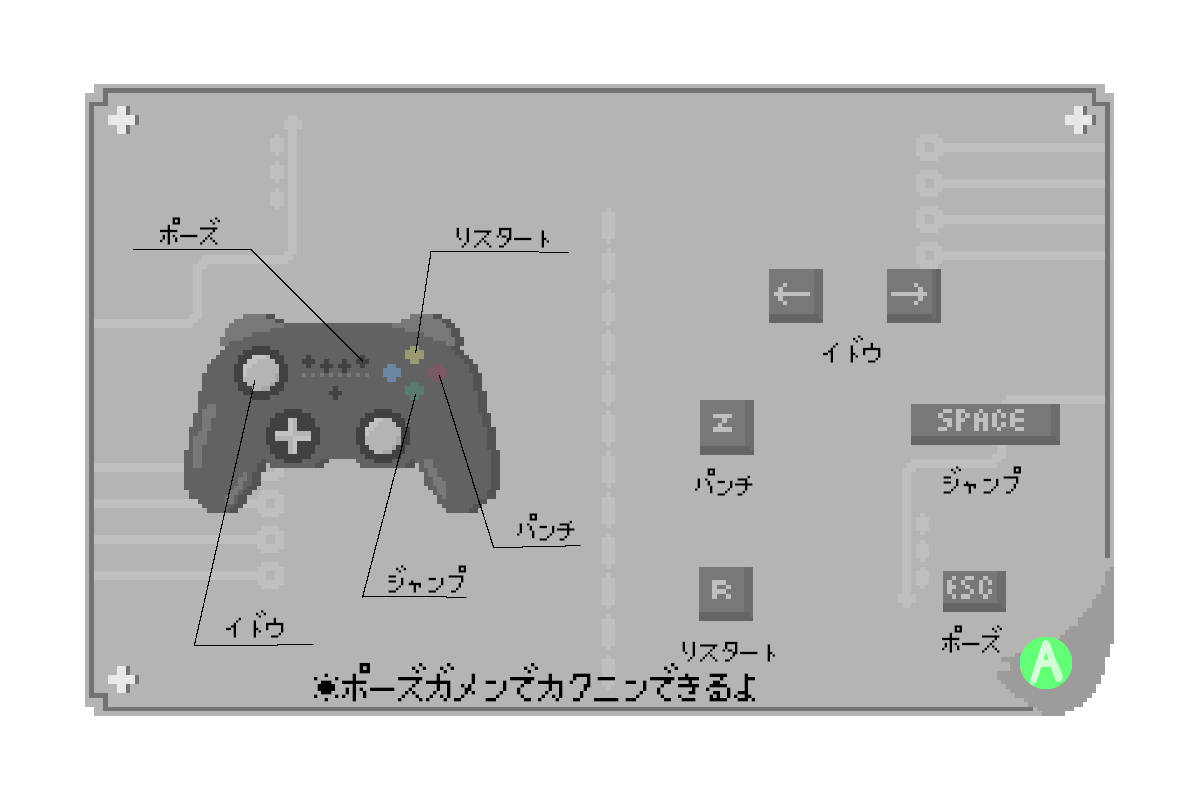 ポーズ
リスタート
パンチ
ジャンプ
イドウ
← →
イドウ
Z
パンチ
SPACE
ジャンプ
R
リスタート
ESC
ポーズ
A
※ポーズガメンでカクニンできるよ